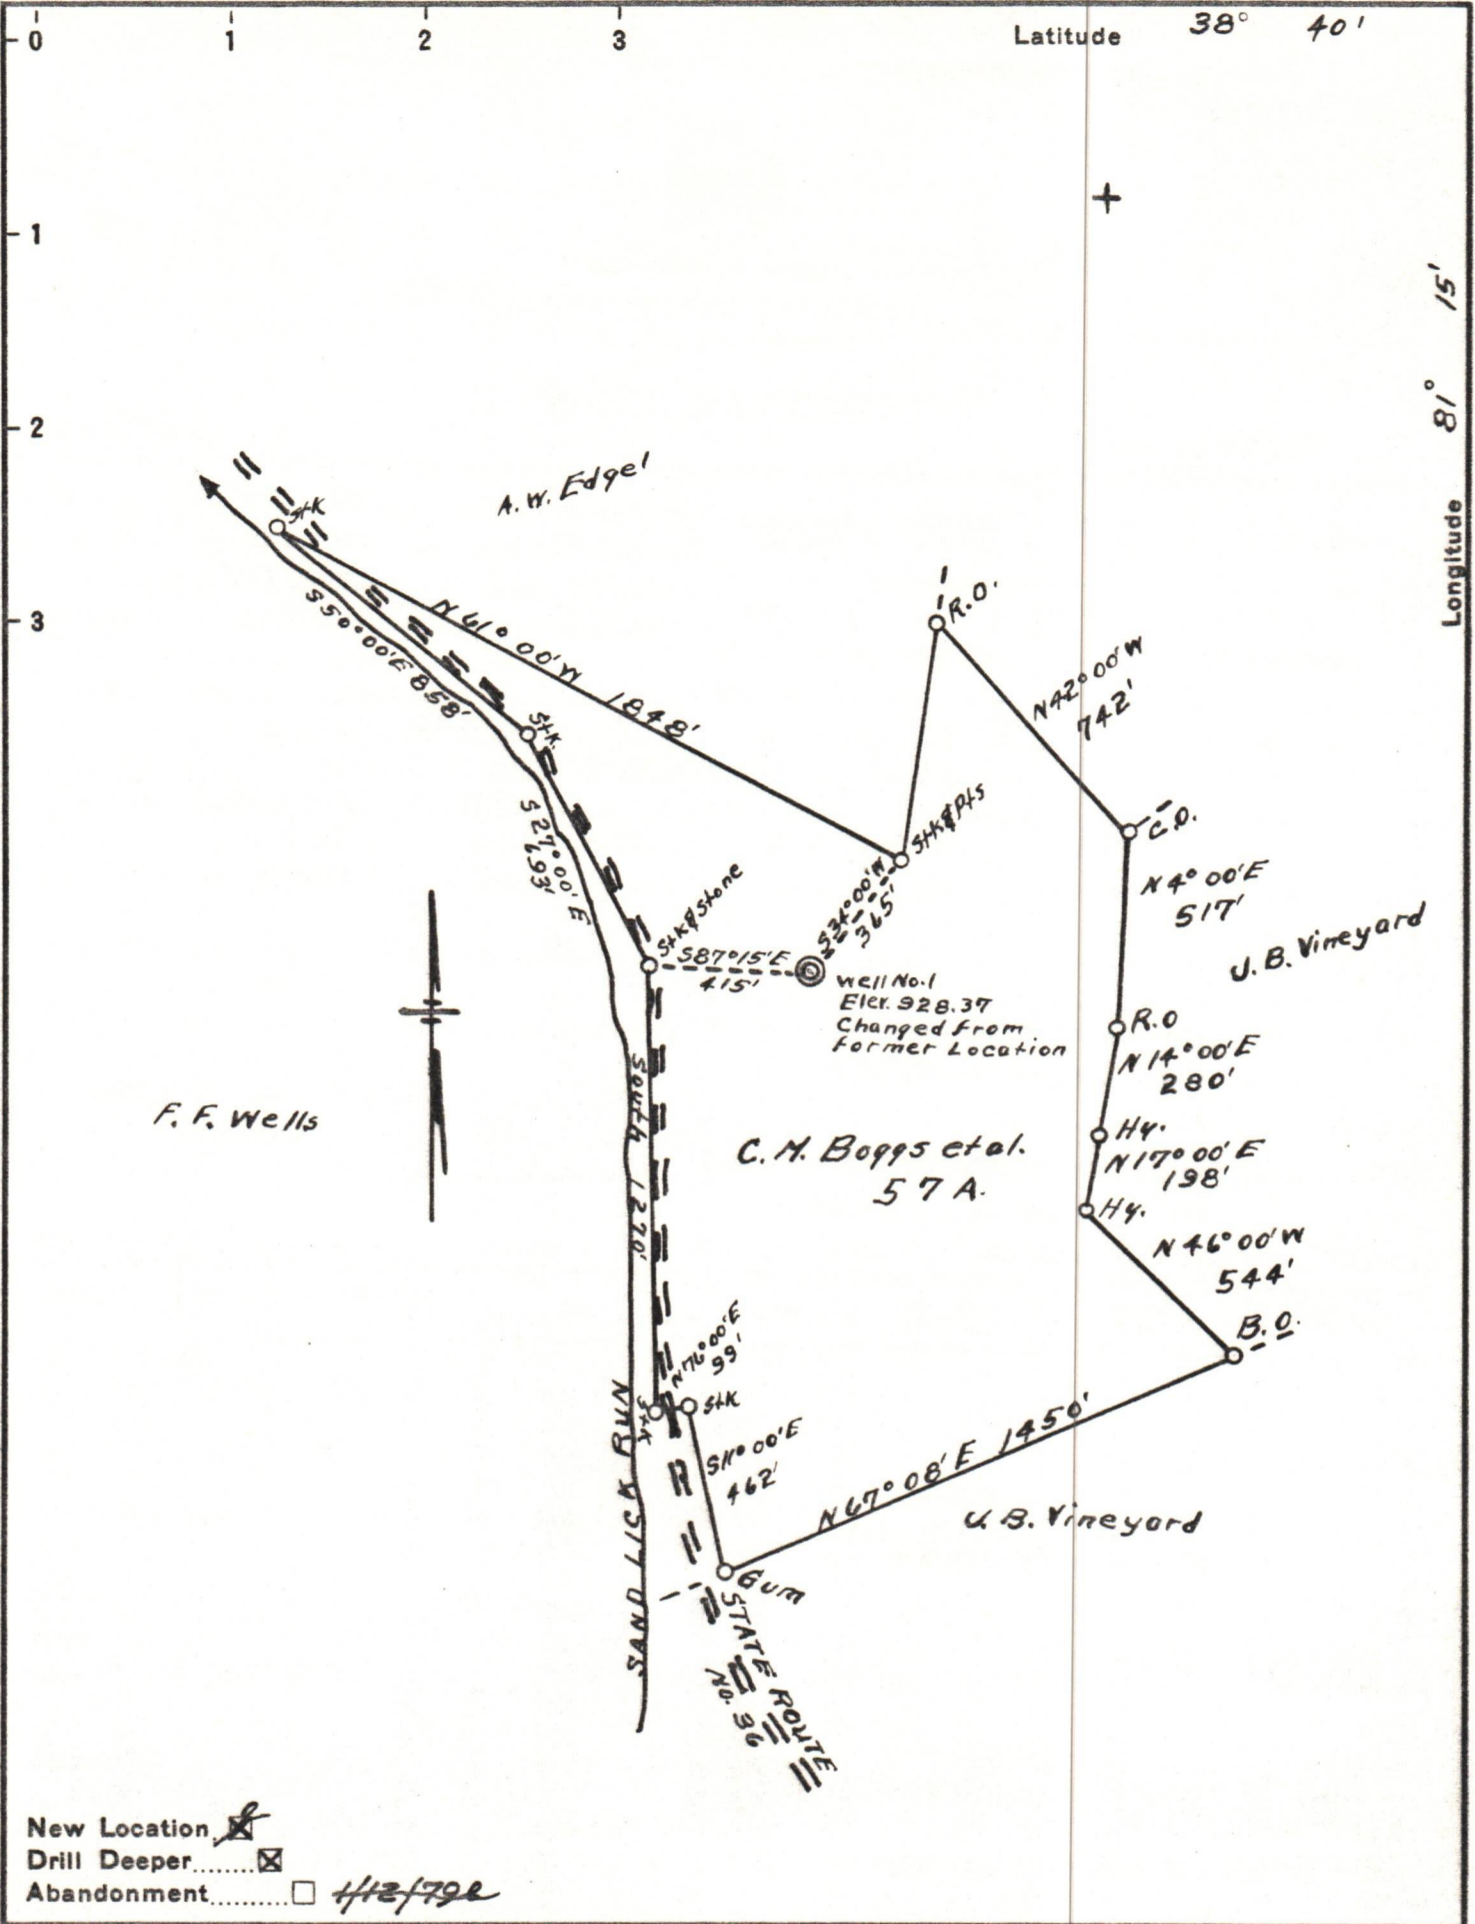 0 1 2 3
Latitude 38° 40'
1
2
3
Longitude 81° 15'
A.W. Edgel
Stk
N 61° 00' W 1848'
S 50° 00' E 858'
Stk.
R.O.
N 42° 00' W
742'
Stk & Pts
C.O.
S 27° 00' E
693'
Stk & Stone
S 34° 00' W
365'
S 87° 15' E
415'
N 4° 00' E
517'
J. B. Vineyard
Well No. 1
Elev. 928.37
Changed from
former Location
R.O
N 14° 00' E
280'
F. F. Wells
South 1270'
Hy.
N 17° 00' E
198'
C. M. Boggs et al.
57 A.
Hy.
N 46° 00' W
544'
B.O.
N 76° 00' E
99'
Stk
Stk
S 11° 00' E
462'
N 67° 08' E 1450'
J. B. Vineyard
Gum
SAND LICK RUN
STATE ROUTE
No. 36
New Location
Drill Deeper
Abandonment